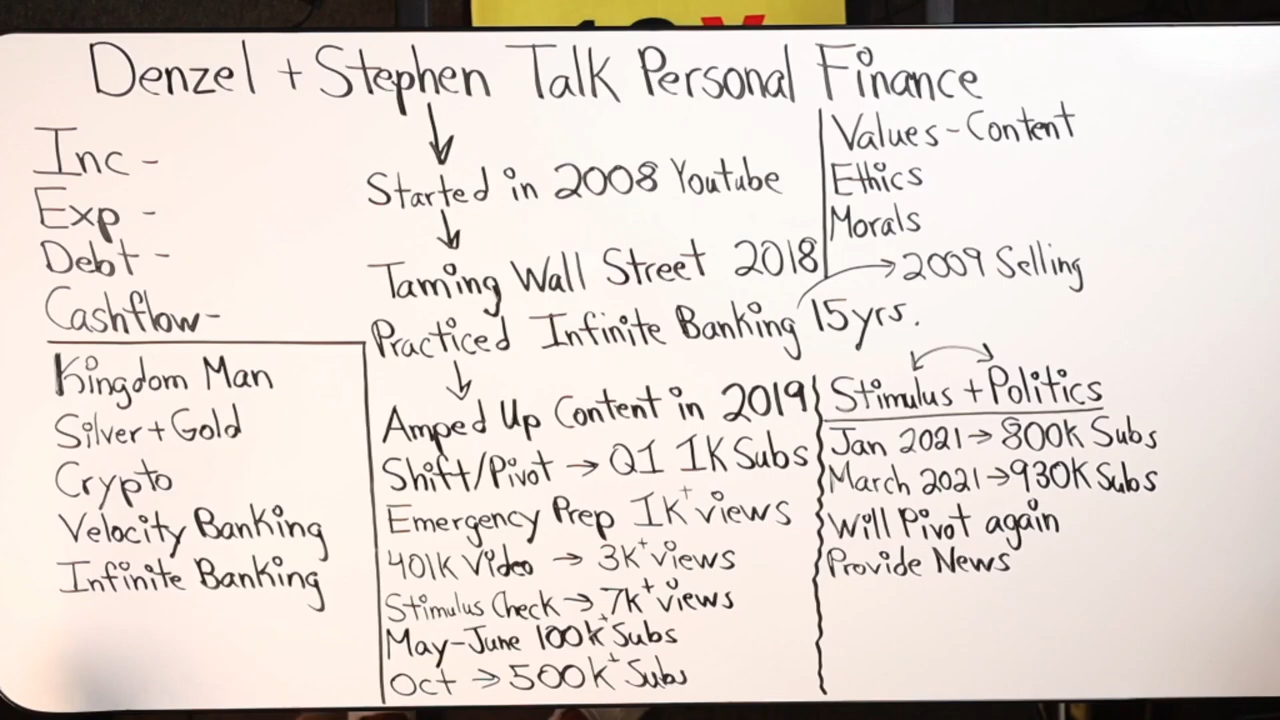 Denzel + Stephen Talk Personal Finance
Inc -
Exp -
Debt -
Cashflow -
Kingdom Man
Silver + Gold
Crypto
Velocity Banking
Infinite Banking
Started in 2008 Youtube
Taming Wall Street 2018
Practiced Infinite Banking 15yrs.
Amped Up Content in 2019
Shift/Pivot → Q1 1K Subs
Emergency Prep 1K+ views
401K Video → 3K+ views
Stimulus Check → 7K+ views
May-June 100K+ Subs
Oct → 500K+ Subs
Values - Content
Ethics
Morals
→ 2009 Selling
Stimulus + Politics
Jan 2021 → 800K Subs
March 2021 → 930K Subs
Will Pivot again
Provide News